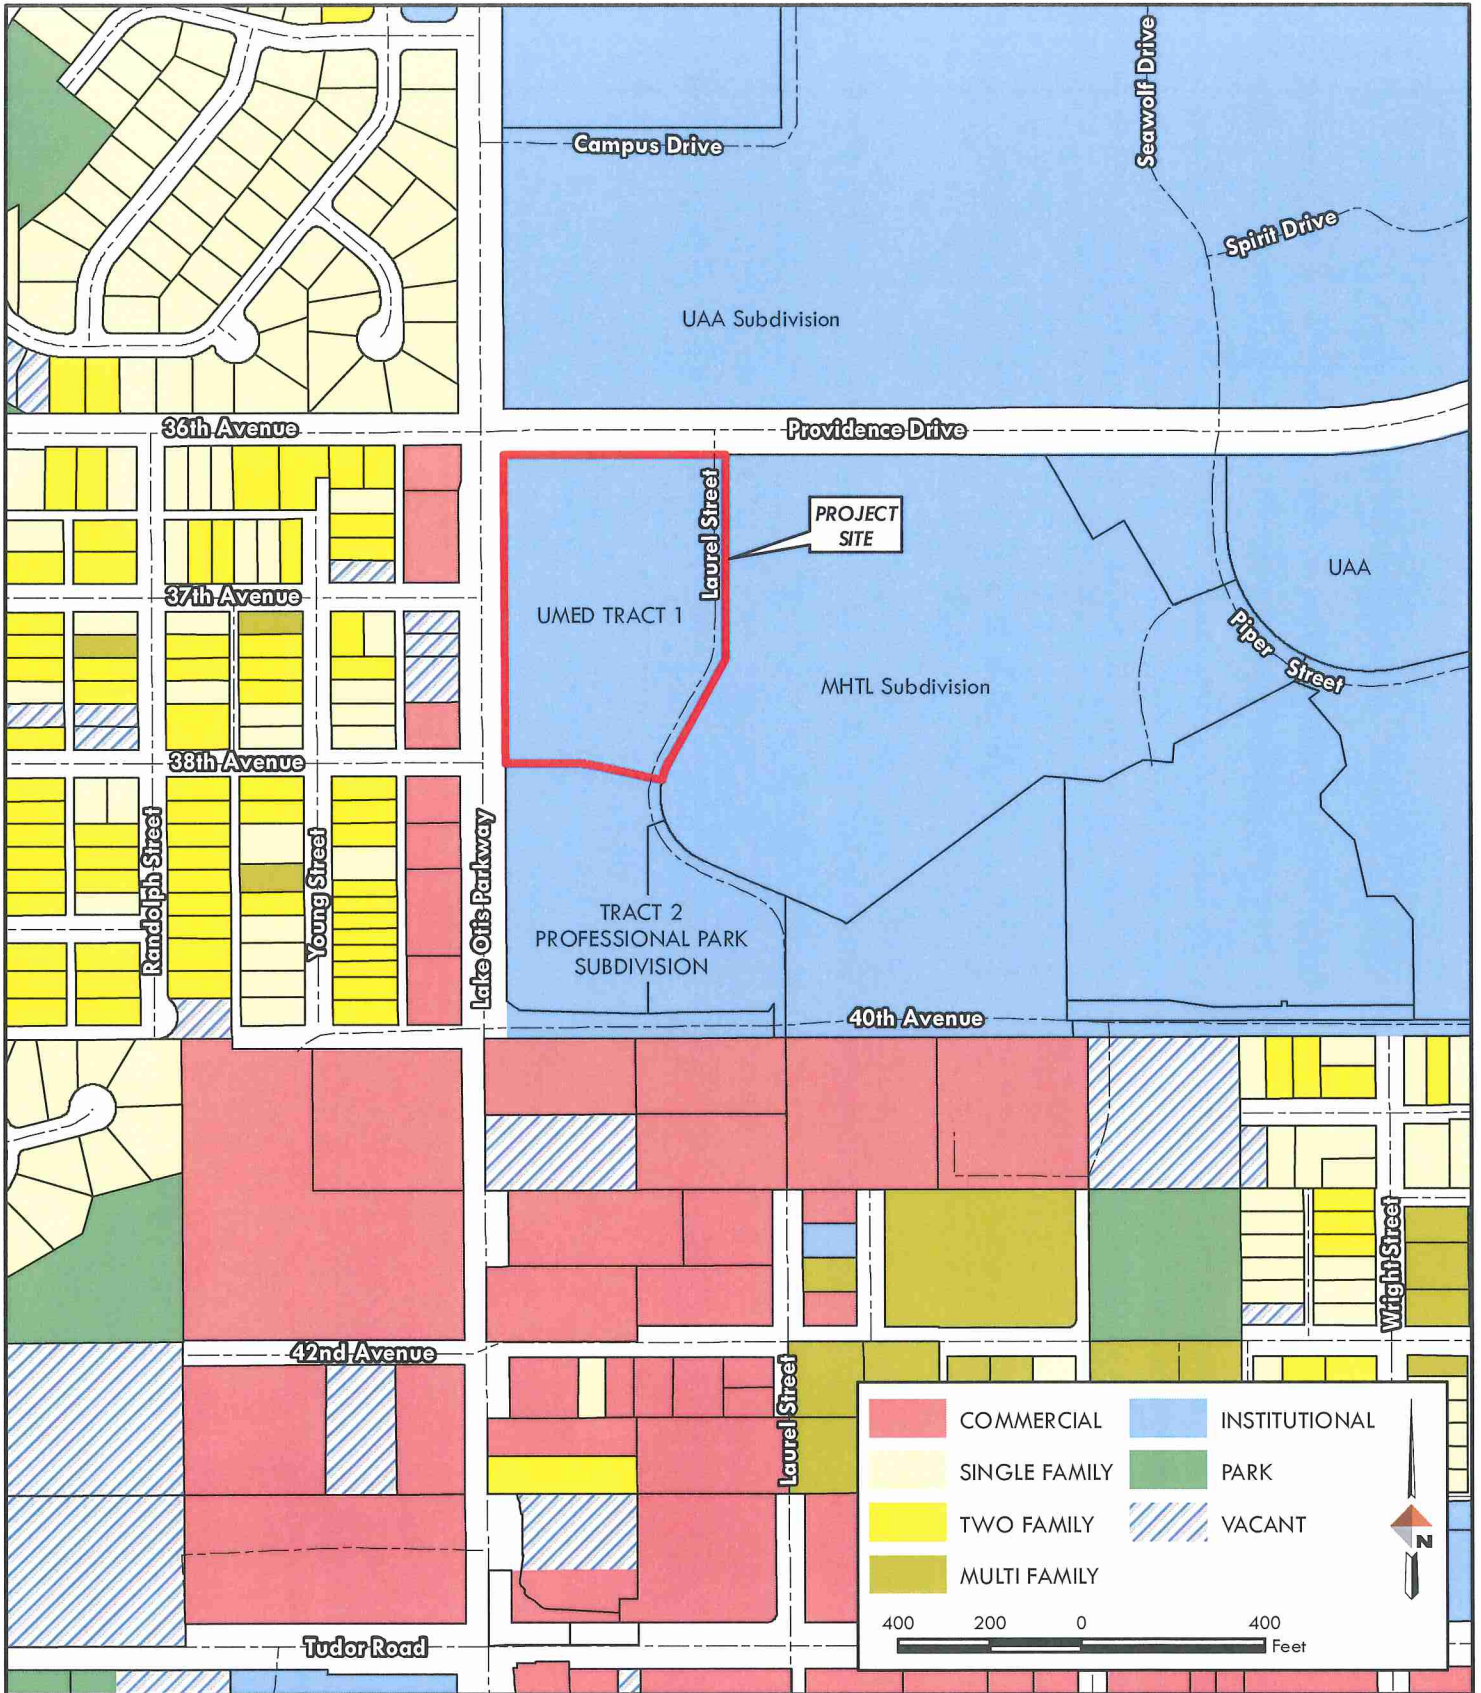 Seawolf Drive
Campus Drive
Spirit Drive
UAA Subdivision
36th Avenue
Providence Drive
Laurel Street
PROJECT
SITE
UAA
37th Avenue
UMED TRACT 1
Piper Street
MHTL Subdivision
38th Avenue
Randolph Street
Young Street
Lake Otis Parkway
TRACT 2
PROFESSIONAL PARK
SUBDIVISION
40th Avenue
Wright Street
42nd Avenue
Laurel Street
COMMERCIAL
SINGLE FAMILY
TWO FAMILY
MULTI FAMILY
INSTITUTIONAL
PARK
VACANT
N
400 200 0 400
Feet
Tudor Road